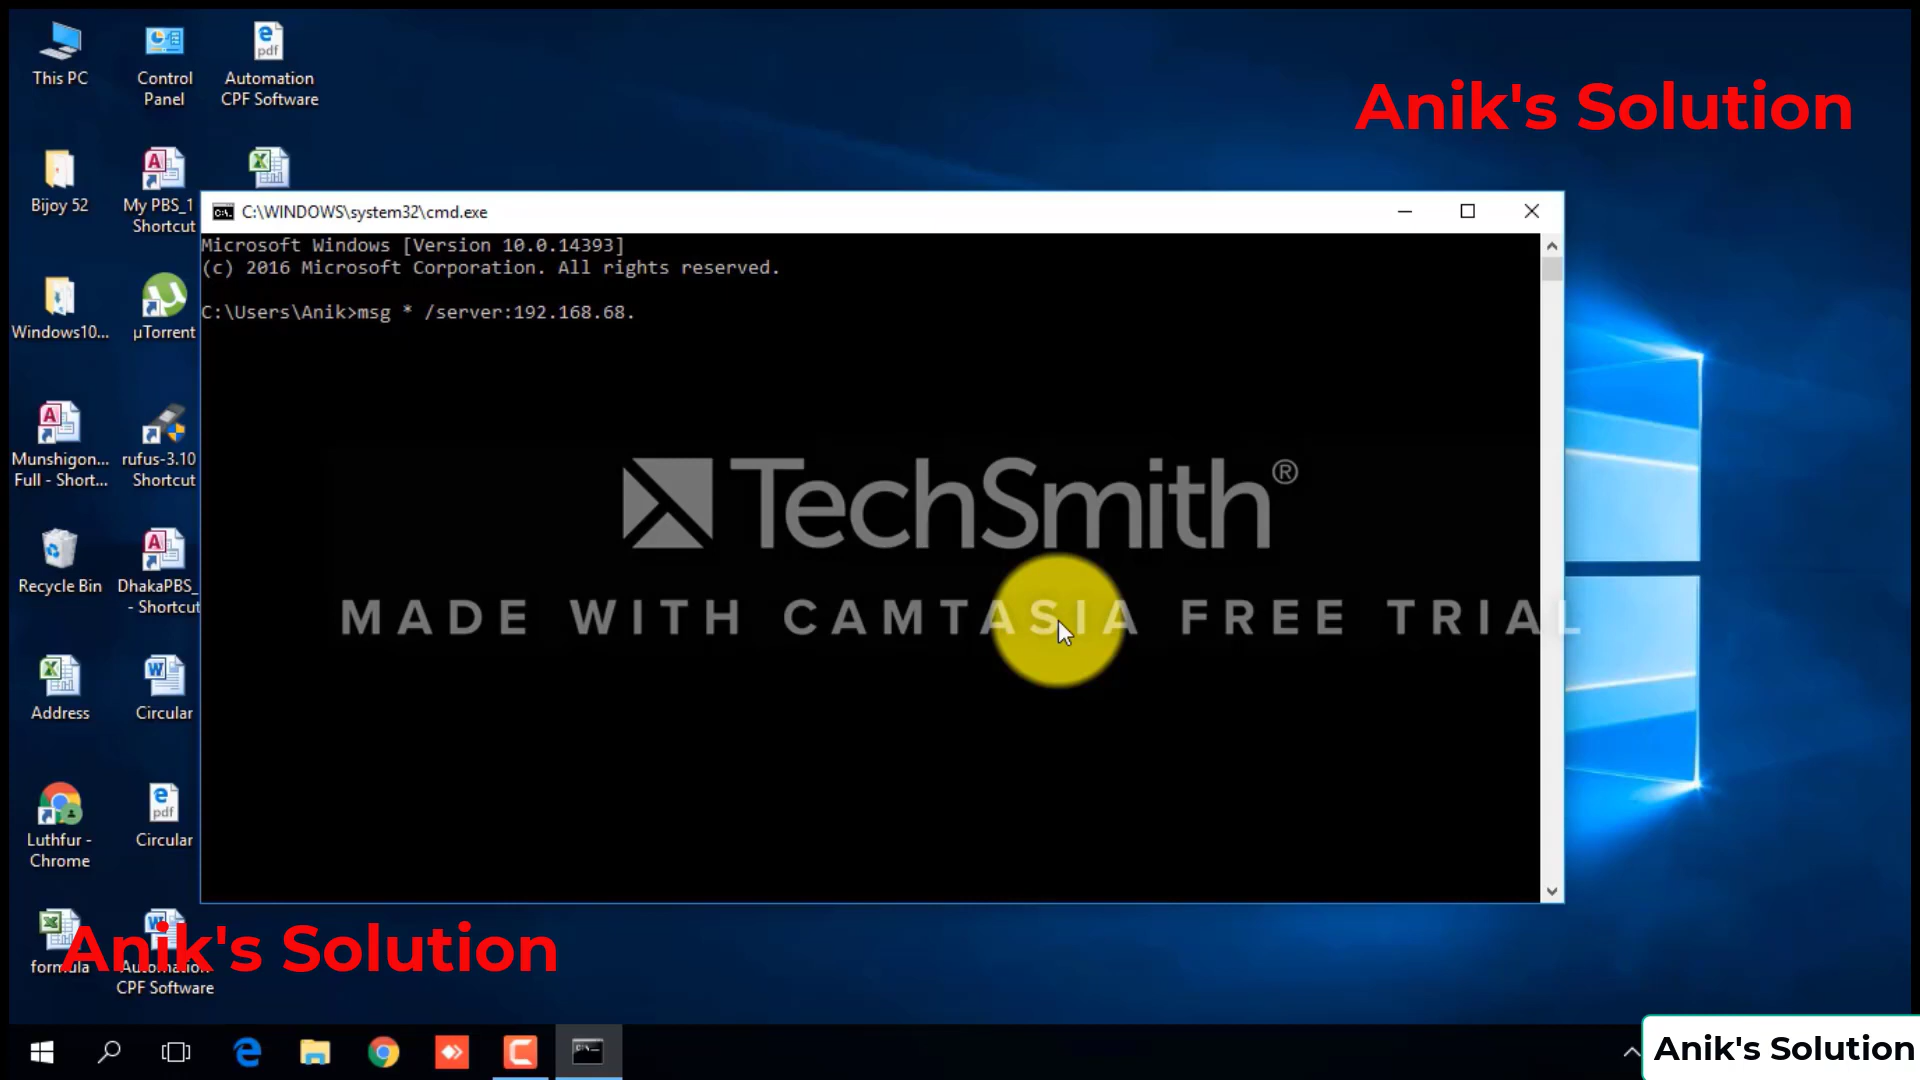 This PC
Control
Panel
Automation
CPF Software
Anik's Solution
Bijoy 52
My PBS_1
Shortcut
C:\WINDOWS\system32\cmd.exe
Microsoft Windows [Version 10.0.14393]
(c) 2016 Microsoft Corporation. All rights reserved.
C:\Users\Anik>msg * /server:192.168.68.
Windows10...
µTorrent
Munshigon...
Full - Short...
rufus-3.10
Shortcut
TechSmith®
MADE WITH CAMTASIA FREE TRIAL
Recycle Bin
DhakaPBS_
- Shortcut
Address
Circular
Luthfur -
Chrome
Circular
Anik's Solution
formula
Automation
CPF Software
Anik's Solution